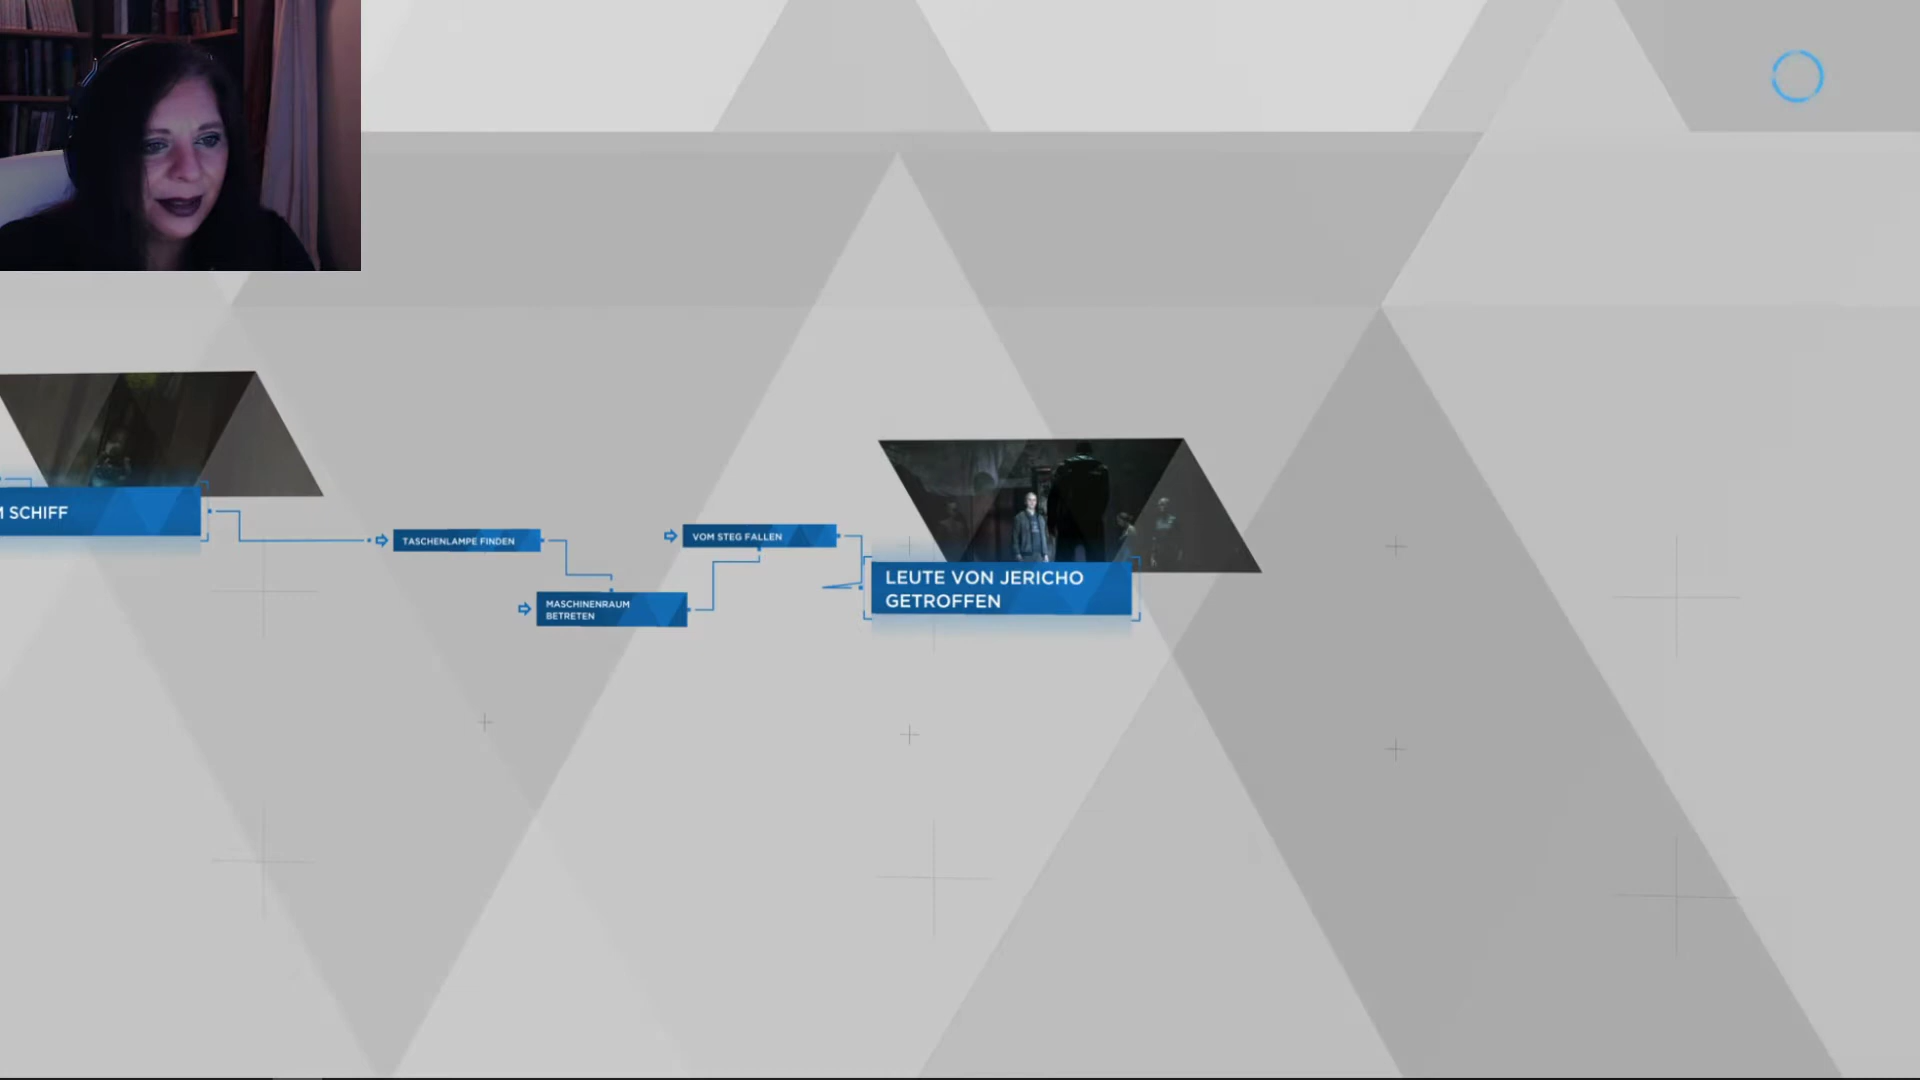 M SCHIFF
TASCHENLAMPE FINDEN
VOM STEG FALLEN
MASCHINENRAUM
BETRETEN
LEUTE VON JERICHO
GETROFFEN